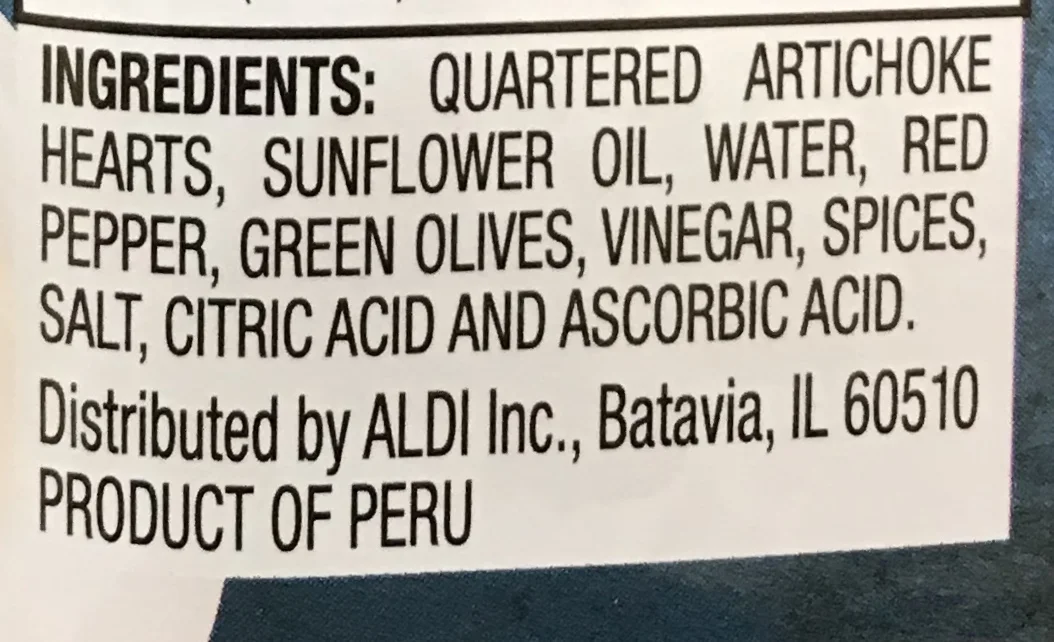 INGREDIENTS: QUARTERED ARTICHOKE
HEARTS, SUNFLOWER OIL, WATER, RED
PEPPER, GREEN OLIVES, VINEGAR, SPICES,
SALT, CITRIC ACID AND ASCORBIC ACID.
Distributed by ALDI Inc., Batavia, IL 60510
PRODUCT OF PERU